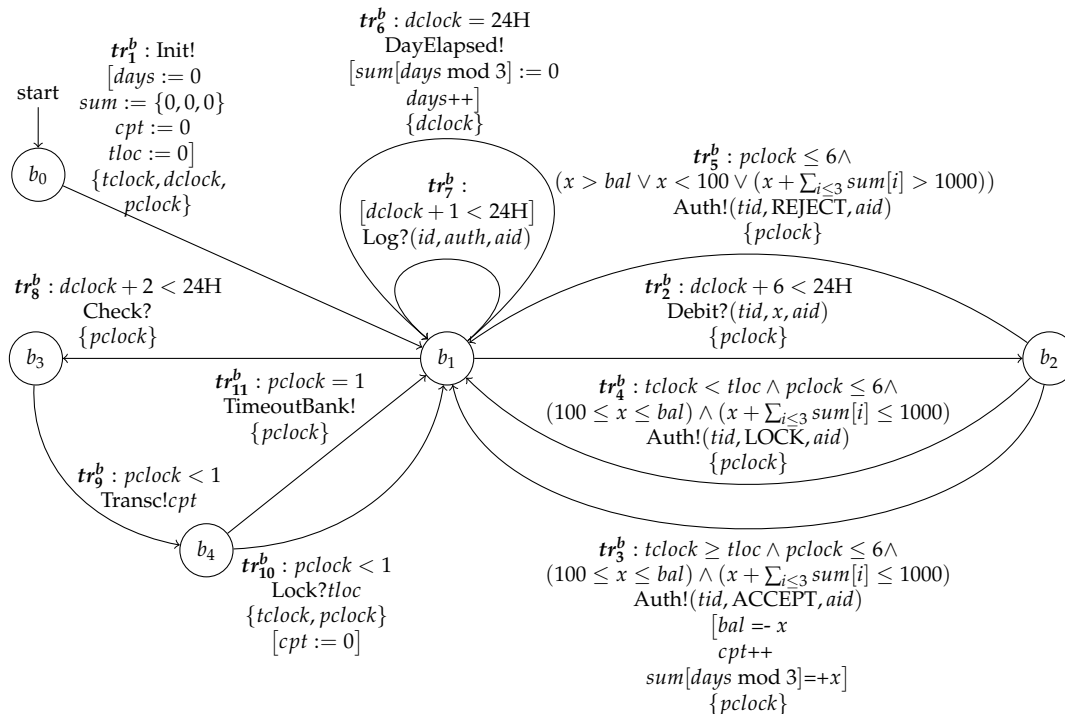 tr₁ᵇ : Init!
[days := 0
sum := {0, 0, 0}
cpt := 0
tloc := 0]
{tclock, dclock,
pclock}
start
b₀
tr₆ᵇ : dclock = 24H
DayElapsed!
[sum[days mod 3] := 0
days++]
{dclock}
tr₇ᵇ :
[dclock + 1 < 24H]
Log?(id, auth, aid)
tr₅ᵇ : pclock ≤ 6∧
(x > bal ∨ x < 100 ∨ (x + ∑_{i≤3} sum[i] > 1000))
Auth!(tid, REJECT, aid)
{pclock}
tr₈ᵇ : dclock + 2 < 24H
Check?
{pclock}
tr₂ᵇ : dclock + 6 < 24H
Debit?(tid, x, aid)
{pclock}
b₃
b₁
b₂
tr₁₁ᵇ : pclock = 1
TimeoutBank!
{pclock}
tr₄ᵇ : tclock < tloc ∧ pclock ≤ 6∧
(100 ≤ x ≤ bal) ∧ (x + ∑_{i≤3} sum[i] ≤ 1000)
Auth!(tid, LOCK, aid)
{pclock}
tr₉ᵇ : pclock < 1
Transc!cpt
b₄
tr₁₀ᵇ : pclock < 1
Lock?tloc
{tclock, pclock}
[cpt := 0]
tr₃ᵇ : tclock ≥ tloc ∧ pclock ≤ 6∧
(100 ≤ x ≤ bal) ∧ (x + ∑_{i≤3} sum[i] ≤ 1000)
Auth!(tid, ACCEPT, aid)
[bal =- x
cpt++
sum[days mod 3]=+x]
{pclock}